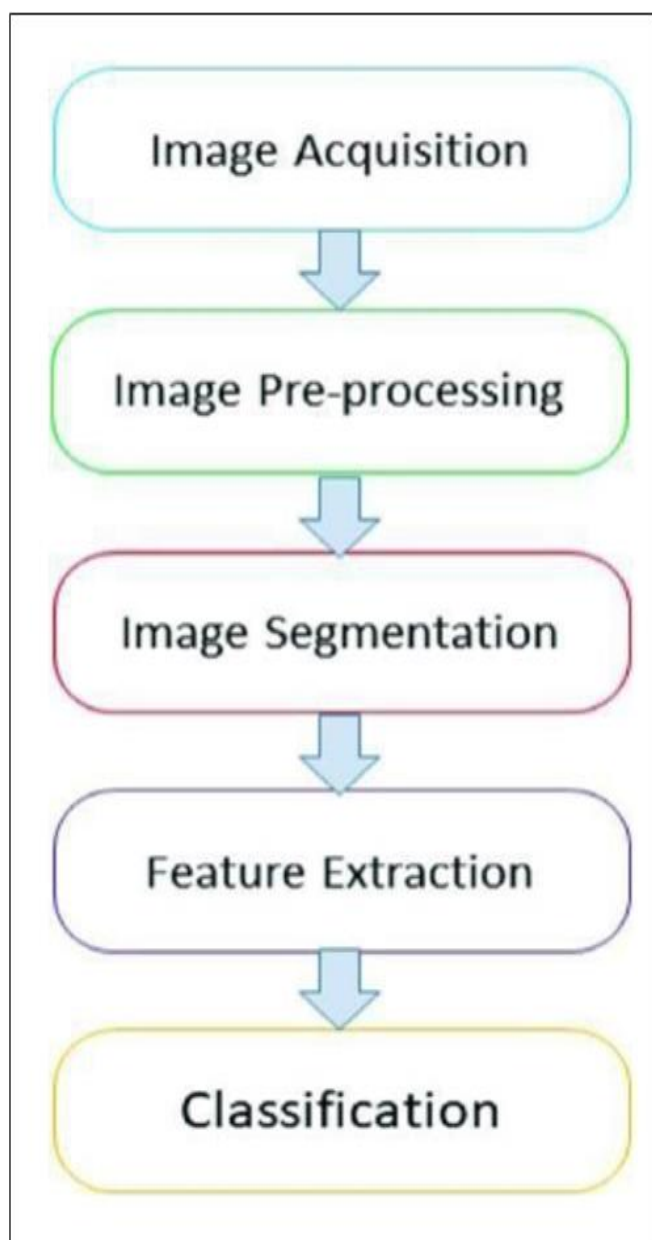 Image Acquisition
Image Pre-processing
Image Segmentation
Feature Extraction
Classification